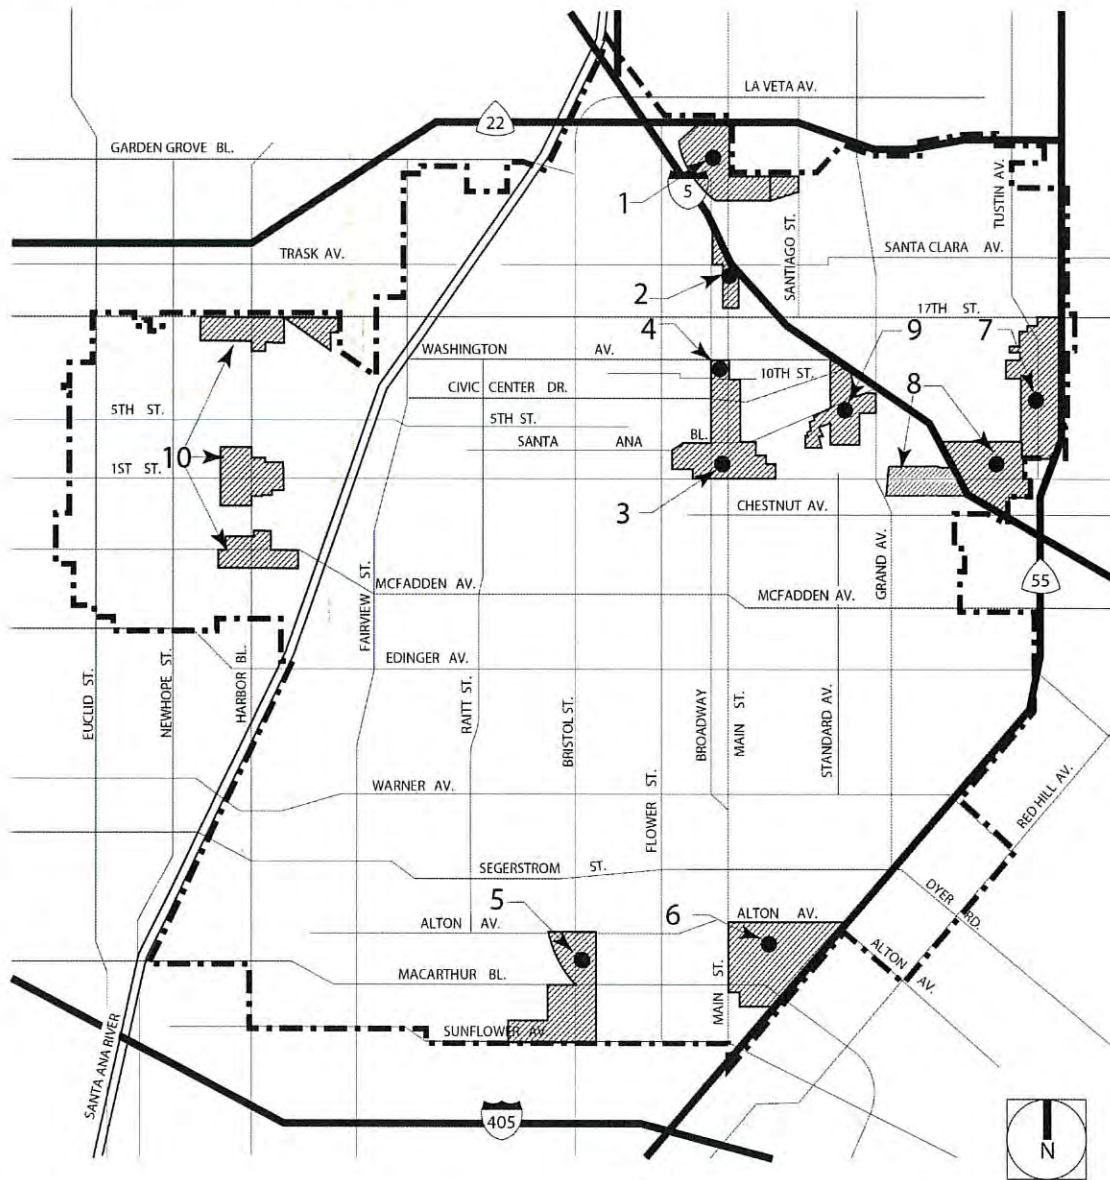 LA VETA AV.
22
GARDEN GROVE BL.
TUSTIN AV.
1
5
SANTIAGO ST.
SANTA CLARA AV.
TRASK AV.
2
17TH ST.
4
9
7
WASHINGTON AV.
10TH ST.
8
CIVIC CENTER DR.
5TH ST.
5TH ST.
SANTA ANA BL.
10
1ST ST.
3
CHESTNUT AV.
GRAND AV.
55
FAIRVIEW ST.
MCFADDEN AV.
MCFADDEN AV.
EDINGER AV.
EUCLID ST.
NEWHOPE ST.
HARBOR BL.
RAITT ST.
BRISTOL ST.
BROADWAY
MAIN ST.
STANDARD AV.
WARNER AV.
FLOWER ST.
RED HILL AV.
SEGERSTROM ST.
DYER RD.
5
6
ALTON AV.
ALTON AV.
ALTON AV.
MACARTHUR BL.
MAIN ST.
SUNFLOWER AV.
SANTA ANA RIVER
405
N